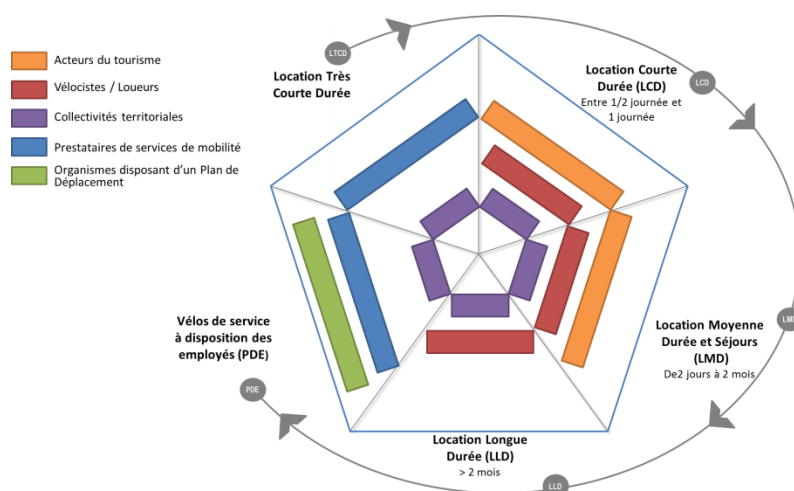 Acteurs du tourisme
Vélocistes / Loueurs
Collectivités territoriales
Prestataires de services de mobilité
Organismes disposant d'un Plan de
Déplacement
LTCD
Location Très
Courte Durée
Location Courte
Durée (LCD)
Entre 1/2 journée et
1 journée
LCD
LMD
Location Moyenne
Durée et Séjours
(LMD)
De2 jours à 2 mois
Location Longue
Durée (LLD)
> 2 mois
LLD
Vélos de service
à disposition des
employés (PDE)
PDE